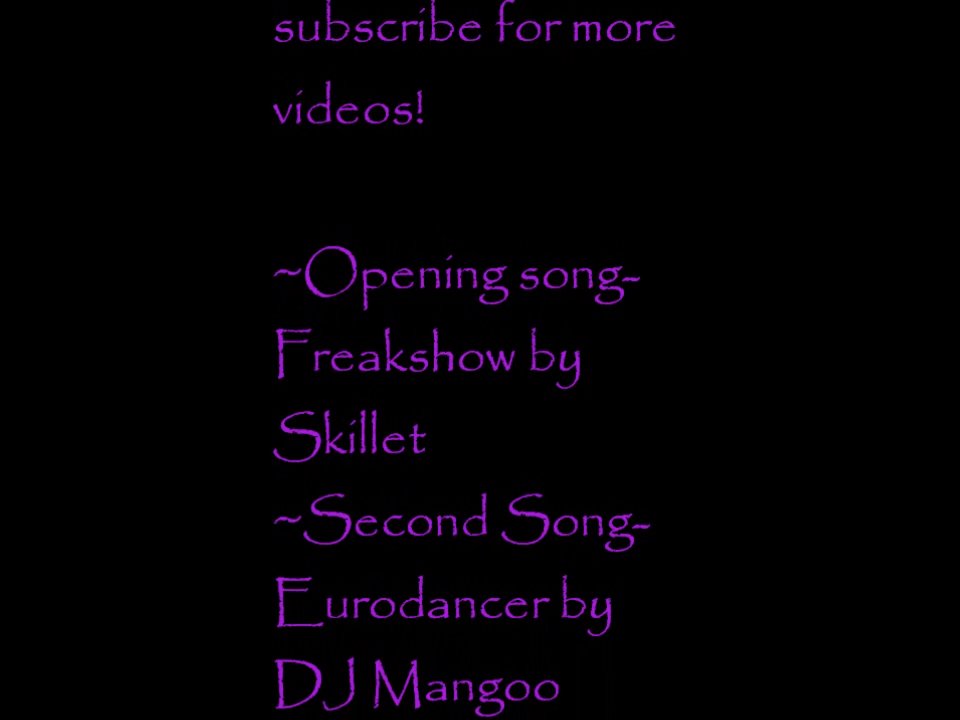 subscribe for more
videos!
~Opening song-
Freakshow by
Skillet
~Second Song-
Eurodancer by
DJ Mangoo